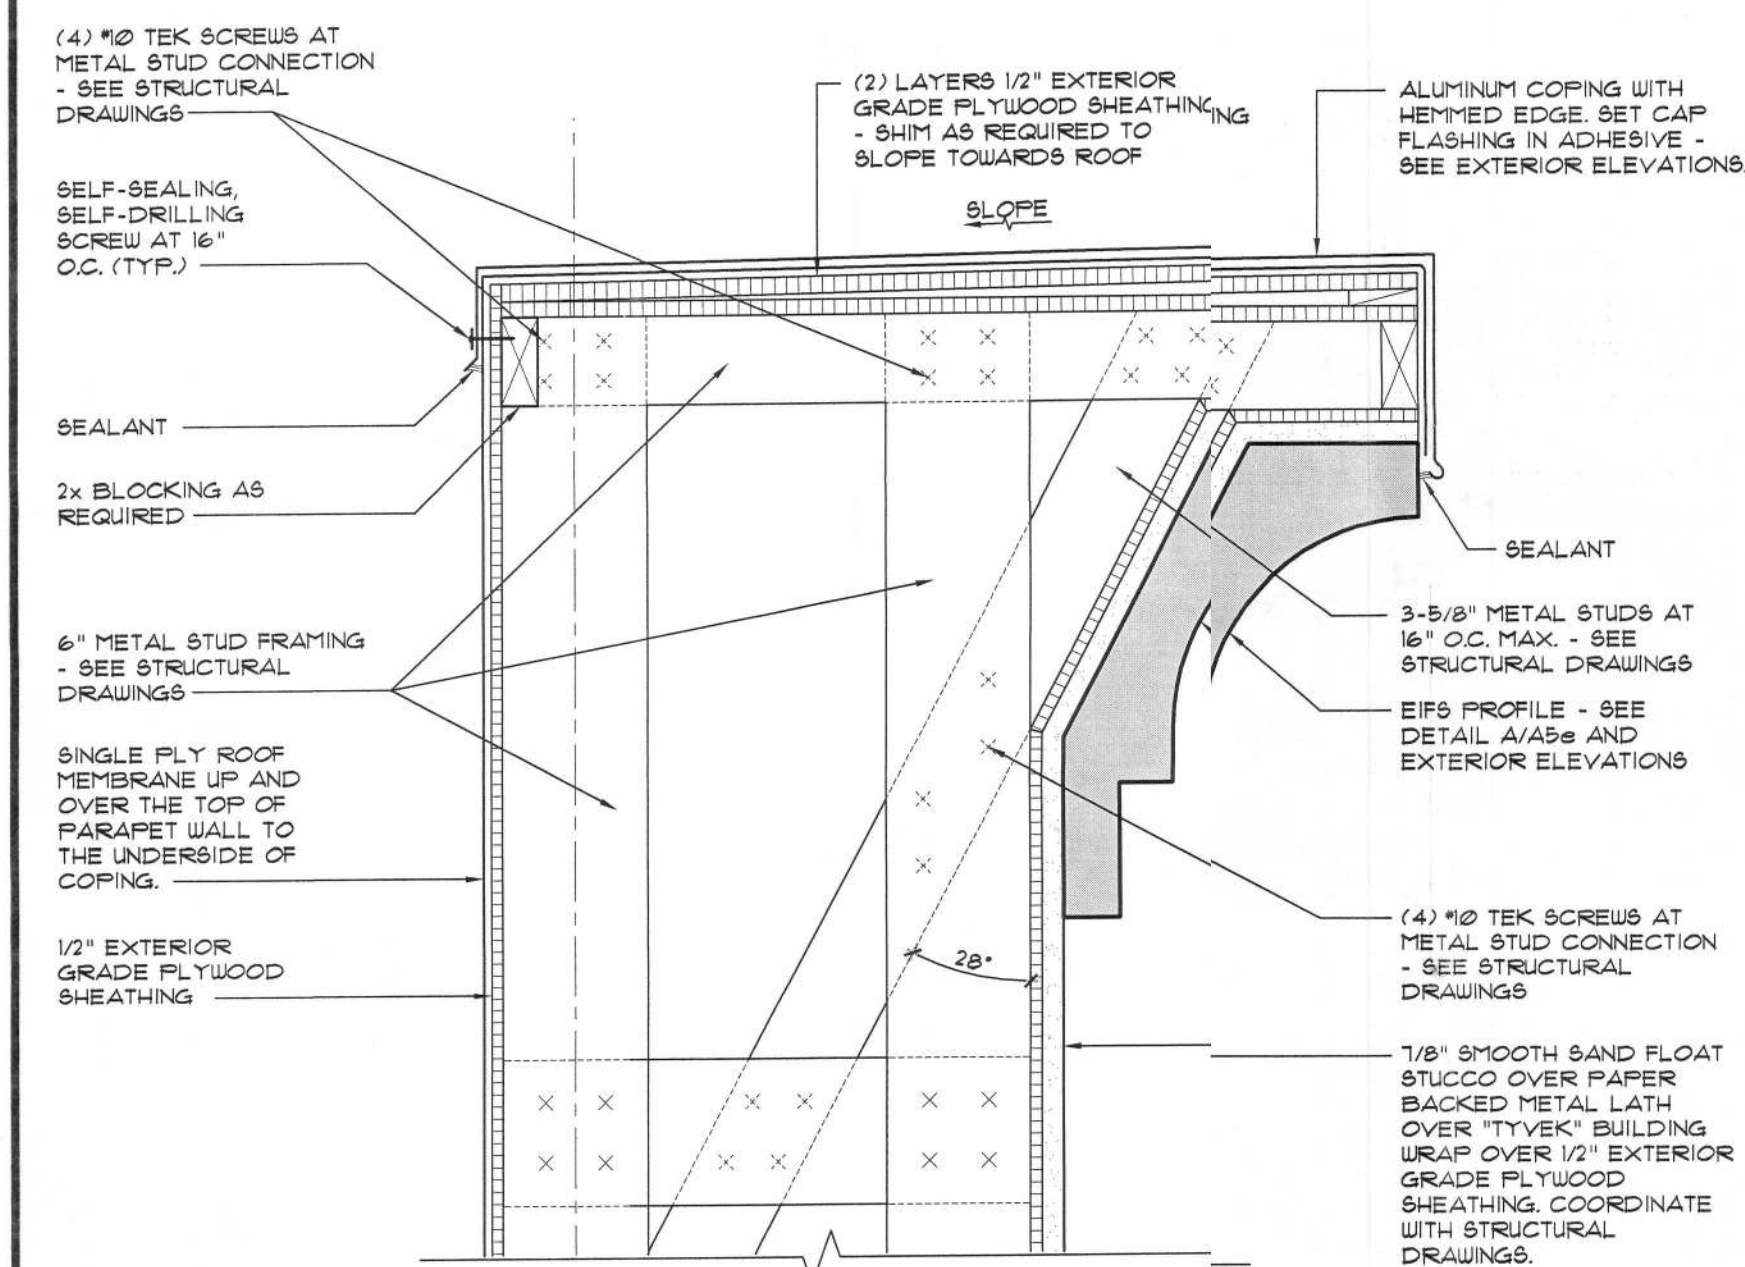 (4) #10 TEK SCREWS AT
METAL STUD CONNECTION
- SEE STRUCTURAL
DRAWINGS
SELF-SEALING,
SELF-DRILLING
SCREW AT 16"
O.C. (TYP.)
SEALANT
2x BLOCKING AS
REQUIRED
6" METAL STUD FRAMING
- SEE STRUCTURAL
DRAWINGS
SINGLE PLY ROOF
MEMBRANE UP AND
OVER THE TOP OF
PARAPET WALL TO
THE UNDERSIDE OF
COPING.
1/2" EXTERIOR
GRADE PLYWOOD
SHEATHING
(2) LAYERS 1/2" EXTERIOR
GRADE PLYWOOD SHEATHING
ING
- SHIM AS REQUIRED TO
SLOPE TOWARDS ROOF
SLOPE
28°
ALUMINUM COPING WITH
HEMMED EDGE. SET CAP
FLASHING IN ADHESIVE -
SEE EXTERIOR ELEVATIONS.
SEALANT
3-5/8" METAL STUDS AT
16" O.C. MAX. - SEE
STRUCTURAL DRAWINGS
EIFS PROFILE - SEE
DETAIL A/A5e AND
EXTERIOR ELEVATIONS
(4) #10 TEK SCREWS AT
METAL STUD CONNECTION
- SEE STRUCTURAL
DRAWINGS
7/8" SMOOTH SAND FLOAT
STUCCO OVER PAPER
BACKED METAL LATH
OVER "TYVEK" BUILDING
WRAP OVER 1/2" EXTERIOR
GRADE PLYWOOD
SHEATHING. COORDINATE
WITH STRUCTURAL
DRAWINGS.